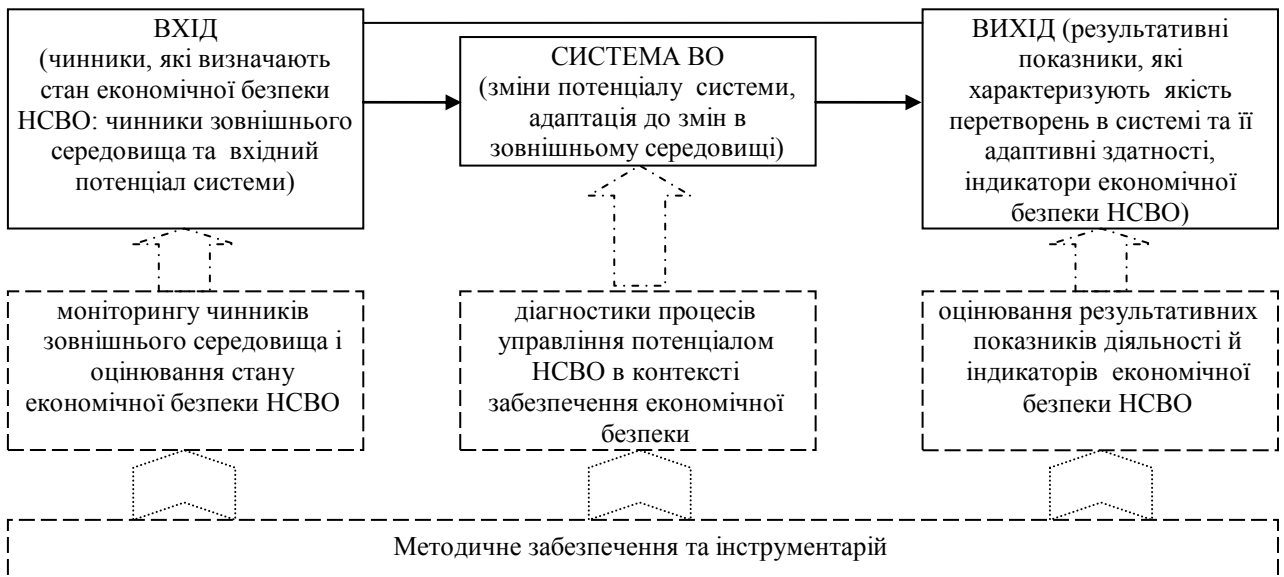 ВХІД
(чинники, які визначають
стан економічної безпеки
НСВО: чинники зовнішнього
середовища та вхідний
потенціал системи)
СИСТЕМА ВО
(зміни потенціалу системи,
адаптація до змін в
зовнішньому середовищі)
ВИХІД (результативні
показники, які
характеризують якість
перетворень в системі та її
адаптивні здатності,
індикатори економічної
безпеки НСВО)
моніторингу чинників
зовнішнього середовища і
оцінювання стану
економічної безпеки НСВО
діагностики процесів
управління потенціалом
НСВО в контексті
забезпечення економічної
безпеки
оцінювання результативних
показників діяльності й
індикаторів економічної
безпеки НСВО
Методичне забезпечення та інструментарій